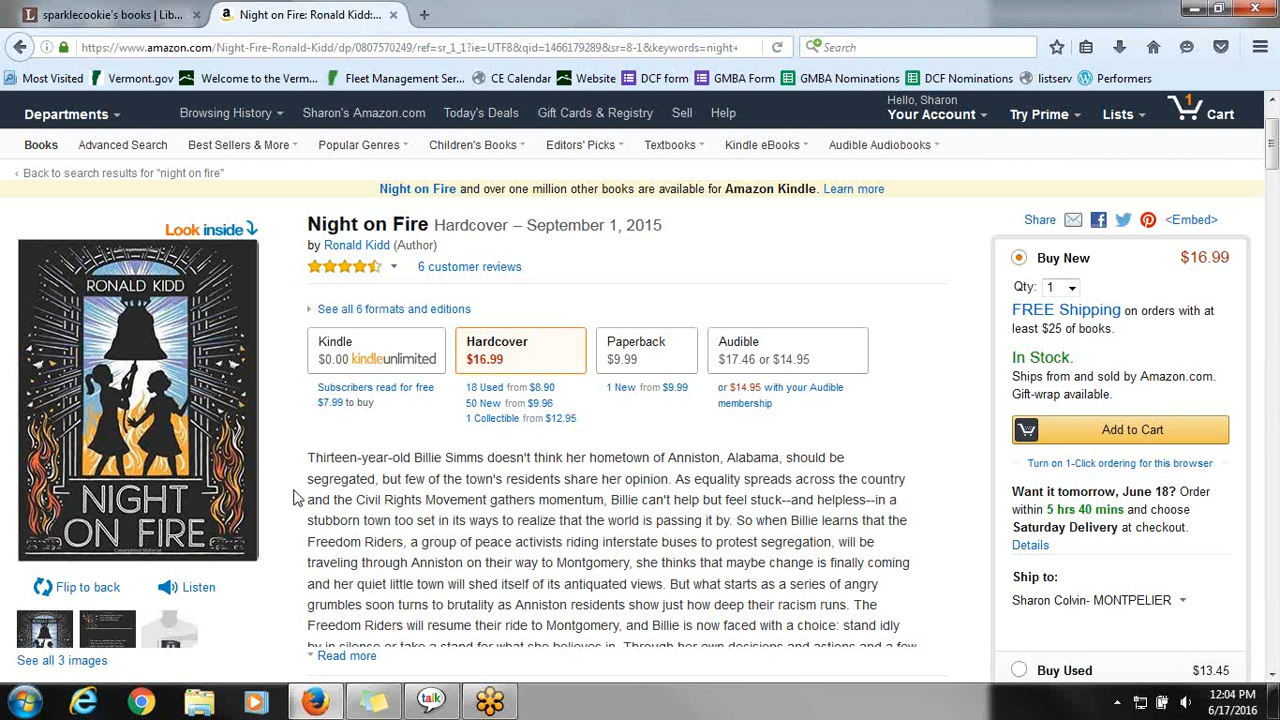 sparklecookie's books | Lib...
Night on Fire: Ronald Kidd:...
https://www.amazon.com/Night-Fire-Ronald-Kidd/dp/0807570249/ref=sr_1_1?ie=UTF8&qid=1466179289&sr=8-1&keywords=night+
Search
Most Visited
Vermont.gov
Welcome to the Verm...
Fleet Management Ser...
CE Calendar
Website
DCF form
GMBA Form
GMBA Nominations
DCF Nominations
listserv
Performers
Departments
Browsing History
Sharon's Amazon.com
Today's Deals
Gift Cards & Registry
Sell
Help
Hello, Sharon
Your Account
Try Prime
Lists
1
Cart
Books
Advanced Search
Best Sellers & More
Popular Genres
Children's Books
Editors' Picks
Textbooks
Kindle eBooks
Audible Audiobooks
‹ Back to search results for "night on fire"
Night on Fire and over one million other books are available for Amazon Kindle. Learn more
Look inside
RONALD KIDD
NIGHT
ON FIRE
Flip to back
Listen
See all 3 images
Night on Fire Hardcover – September 1, 2015
by Ronald Kidd (Author)
6 customer reviews
See all 6 formats and editions
Kindle
$0.00 kindleunlimited
Subscribers read for free
$7.99 to buy
Hardcover
$16.99
18 Used from $8.90
50 New from $9.96
1 Collectible from $12.95
Paperback
$9.99
1 New from $9.99
Audible
$17.46 or $14.95
or $14.95 with your Audible
membership
Thirteen-year-old Billie Simms doesn't think her hometown of Anniston, Alabama, should be
segregated, but few of the town's residents share her opinion. As equality spreads across the country
and the Civil Rights Movement gathers momentum, Billie can't help but feel stuck--and helpless--in a
stubborn town too set in its ways to realize that the world is passing it by. So when Billie learns that the
Freedom Riders, a group of peace activists riding interstate buses to protest segregation, will be
traveling through Anniston on their way to Montgomery, she thinks that maybe change is finally coming
and her quiet little town will shed itself of its antiquated views. But what starts as a series of angry
grumbles soon turns to brutality as Anniston residents show just how deep their racism runs. The
Freedom Riders will resume their ride to Montgomery, and Billie is now faced with a choice: stand idly
by in silence or take a stand for what she believes in. Through her own decisions and actions and a few
Read more
Share
<Embed>
Buy New
$16.99
Qty: 1
FREE Shipping on orders with at
least $25 of books.
In Stock.
Ships from and sold by Amazon.com.
Gift-wrap available.
Add to Cart
Turn on 1-Click ordering for this browser
Want it tomorrow, June 18? Order
within 5 hrs 40 mins and choose
Saturday Delivery at checkout.
Details
Ship to:
Sharon Colvin- MONTPELIER
Buy Used
$13.45
talk
12:04 PM
6/17/2016